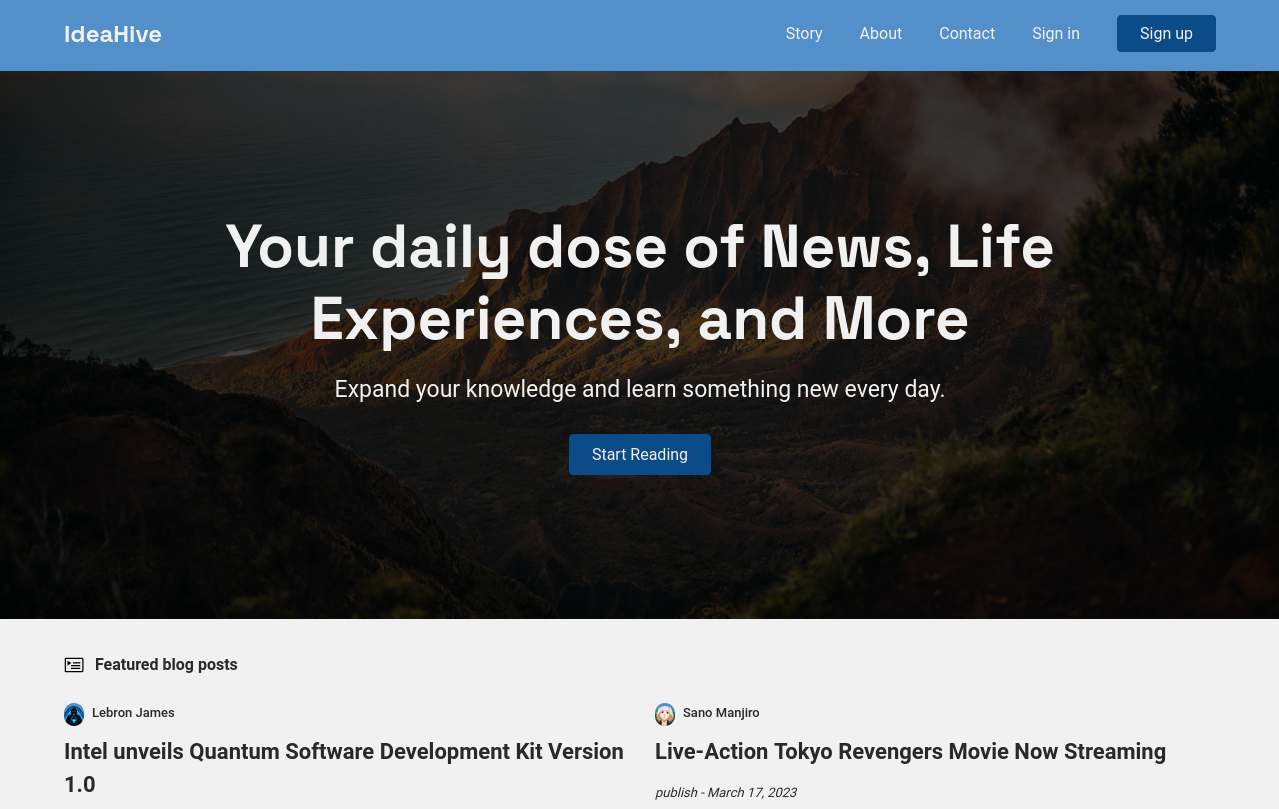 IdeaHive
Story
About
Contact
Sign in
Sign up
Your daily dose of News, Life
Experiences, and More
Expand your knowledge and learn something new every day.
Start Reading
Featured blog posts
Lebron James
Intel unveils Quantum Software Development Kit Version
1.0
Sano Manjiro
Live-Action Tokyo Revengers Movie Now Streaming
publish - March 17, 2023